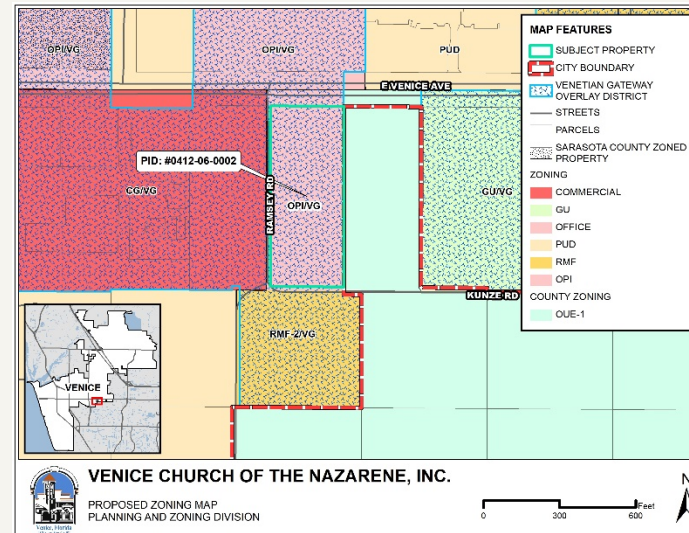 OPI/VG
OPI/VG
PUD
E VENICE AVE
PID: #0412-06-0002
CG/VG
RAMSEY RD
OPI/VG
GU/VG
KUNZE RD
RMF-2/VG
MAP FEATURES
SUBJECT PROPERTY
CITY BOUNDARY
VENETIAN GATEWAY
OVERLAY DISTRICT
STREETS
PARCELS
SARASOTA COUNTY ZONED
PROPERTY
ZONING
COMMERCIAL
GU
OFFICE
PUD
RMF
OPI
COUNTY ZONING
OUE-1
VENICE
VENICE CHURCH OF THE NAZARENE, INC.
PROPOSED ZONING MAP
PLANNING AND ZONING DIVISION
Venice, Florida
0 300 600 Feet
N